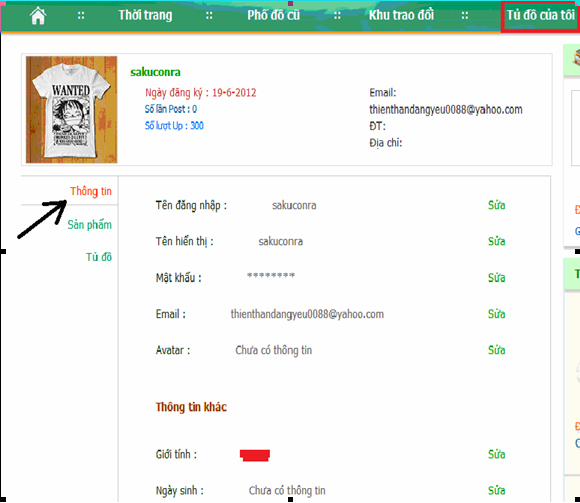 :: Thời trang :: Phố đồ cũ :: Khu trao đổi :: Tủ đồ của tôi
WANTED
sakuconra
Ngày đăng ký : 19-6-2012
Số lần Post : 0
Số lượt Up : 300
Email:
thienthandangyeu0088@yahoo.com
ĐT:
Địa chỉ:
Thông tin
Sản phẩm
Tủ đồ
Tên đăng nhập : sakuconra Sửa
Tên hiển thị : sakuconra Sửa
Mật khẩu : ******** Sửa
Email : thienthandangyeu0088@yahoo.com Sửa
Avatar : Chưa có thông tin Sửa
Thông tin khác
Giới tính : Sửa
Ngày sinh : Chưa có thông tin Sửa